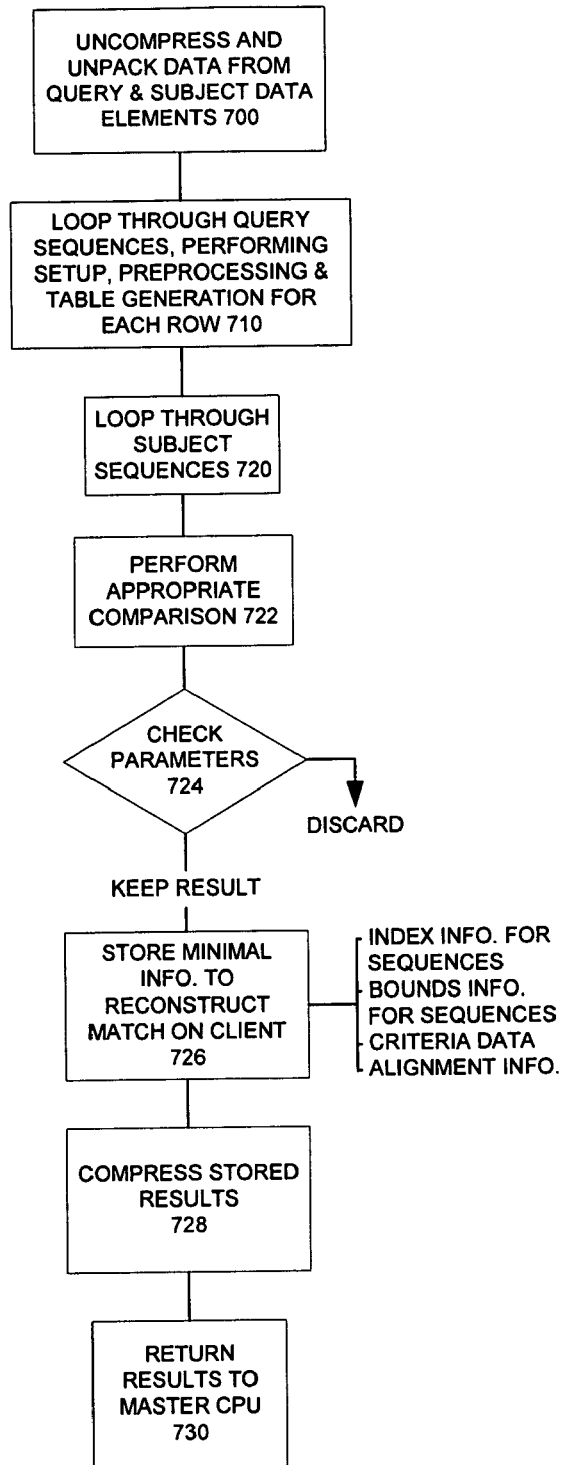 UNCOMPRESS AND
UNPACK DATA FROM
QUERY & SUBJECT DATA
ELEMENTS 700
LOOP THROUGH QUERY
SEQUENCES, PERFORMING
SETUP, PREPROCESSING &
TABLE GENERATION FOR
EACH ROW 710
LOOP THROUGH
SUBJECT
SEQUENCES 720
PERFORM
APPROPRIATE
COMPARISON 722
CHECK
PARAMETERS
724
DISCARD
KEEP RESULT
STORE MINIMAL
INFO. TO
RECONSTRUCT
MATCH ON CLIENT
726
INDEX INFO. FOR
SEQUENCES
BOUNDS INFO.
FOR SEQUENCES
CRITERIA DATA
ALIGNMENT INFO.
COMPRESS STORED
RESULTS
728
RETURN
RESULTS TO
MASTER CPU
730